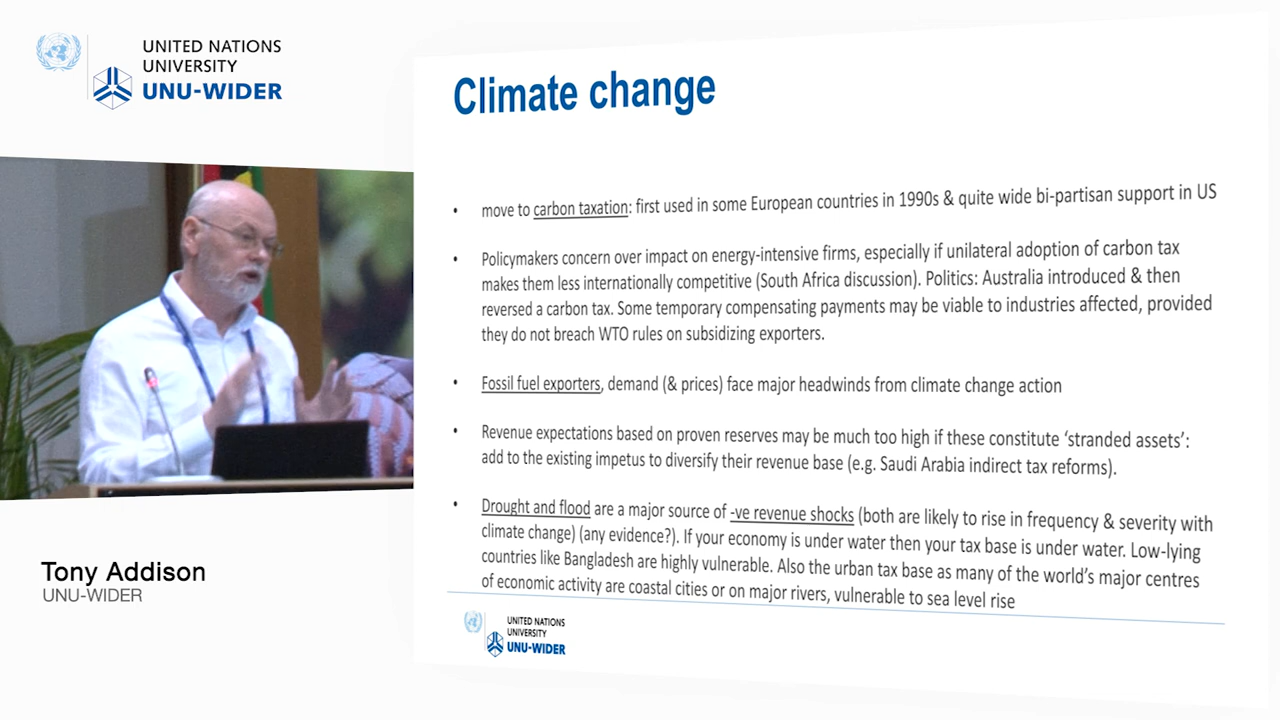 UNITED NATIONS
UNIVERSITY
UNU-WIDER
Climate change
• move to carbon taxation: first used in some European countries in 1990s & quite wide bi-partisan support in US
• Policymakers concern over impact on energy-intensive firms, especially if unilateral adoption of carbon tax
makes them less internationally competitive (South Africa discussion). Politics: Australia introduced & then
reversed a carbon tax. Some temporary compensating payments may be viable to industries affected, provided
they do not breach WTO rules on subsidizing exporters.
• Fossil fuel exporters, demand (& prices) face major headwinds from climate change action
• Revenue expectations based on proven reserves may be much too high if these constitute ‘stranded assets’:
add to the existing impetus to diversify their revenue base (e.g. Saudi Arabia indirect tax reforms).
• Drought and flood are a major source of -ve revenue shocks (both are likely to rise in frequency & severity with
climate change) (any evidence?). If your economy is under water then your tax base is under water. Low-lying
countries like Bangladesh are highly vulnerable. Also the urban tax base as many of the world’s major centres
of economic activity are coastal cities or on major rivers, vulnerable to sea level rise
UNITED NATIONS
UNIVERSITY
UNU-WIDER
Tony Addison
UNU-WIDER